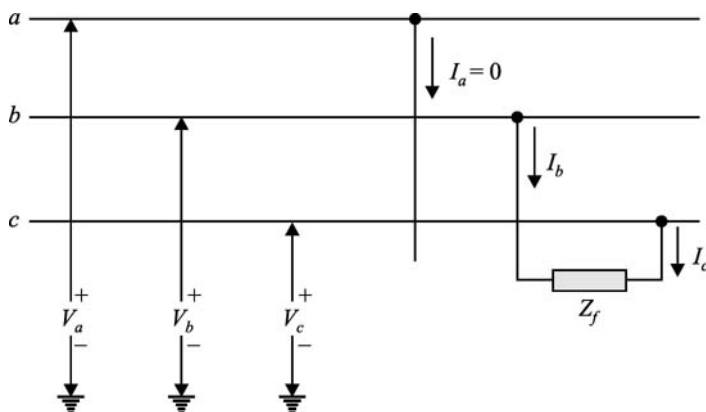 a
I_a = 0
b
I_b
c
I_c
Z_f
+ + +
V_a V_b V_c
− − −